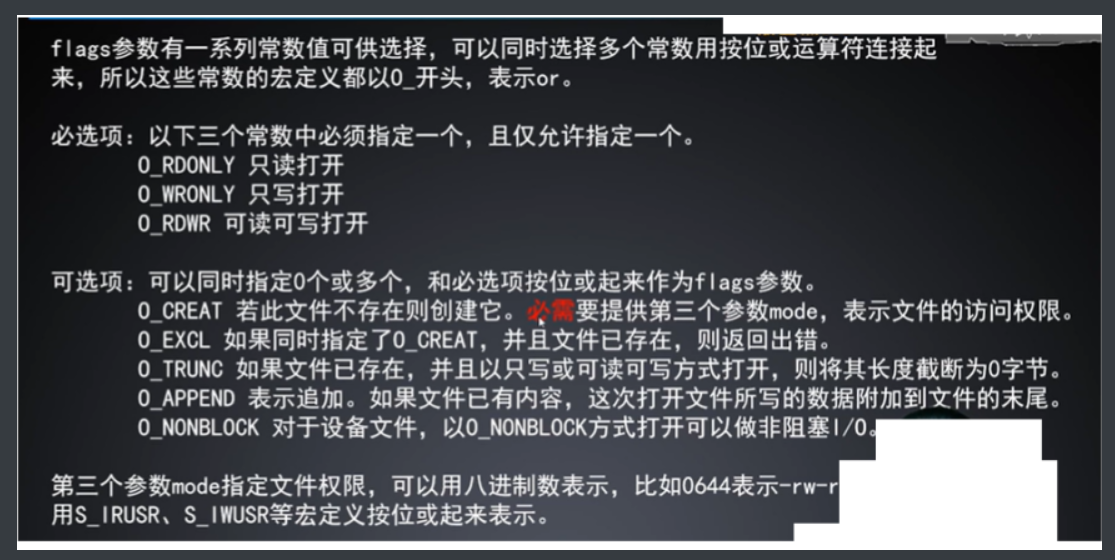 flags参数有一系列常数值可供选择，可以同时选择多个常数用按位或运算符连接起
来，所以这些常数的宏定义都以O_开头，表示or。
必选项：以下三个常数中必须指定一个，且仅允许指定一个。
O_RDONLY 只读打开
O_WRONLY 只写打开
O_RDWR 可读可写打开
可选项：可以同时指定0个或多个，和必选项按位或起来作为flags参数。
O_CREAT 若此文件不存在则创建它。必需要提供第三个参数mode，表示文件的访问权限。
O_EXCL 如果同时指定了O_CREAT，并且文件已存在，则返回出错。
O_TRUNC 如果文件已存在，并且以只写或可读可写方式打开，则将其长度截断为0字节。
O_APPEND 表示追加。如果文件已有内容，这次打开文件所写的数据附加到文件的末尾。
O_NONBLOCK 对于设备文件，以O_NONBLOCK方式打开可以做非阻塞I/O。
第三个参数mode指定文件权限，可以用八进制数表示，比如0644表示-rw-r
用S_IRUSR、S_IWUSR等宏定义按位或起来表示。